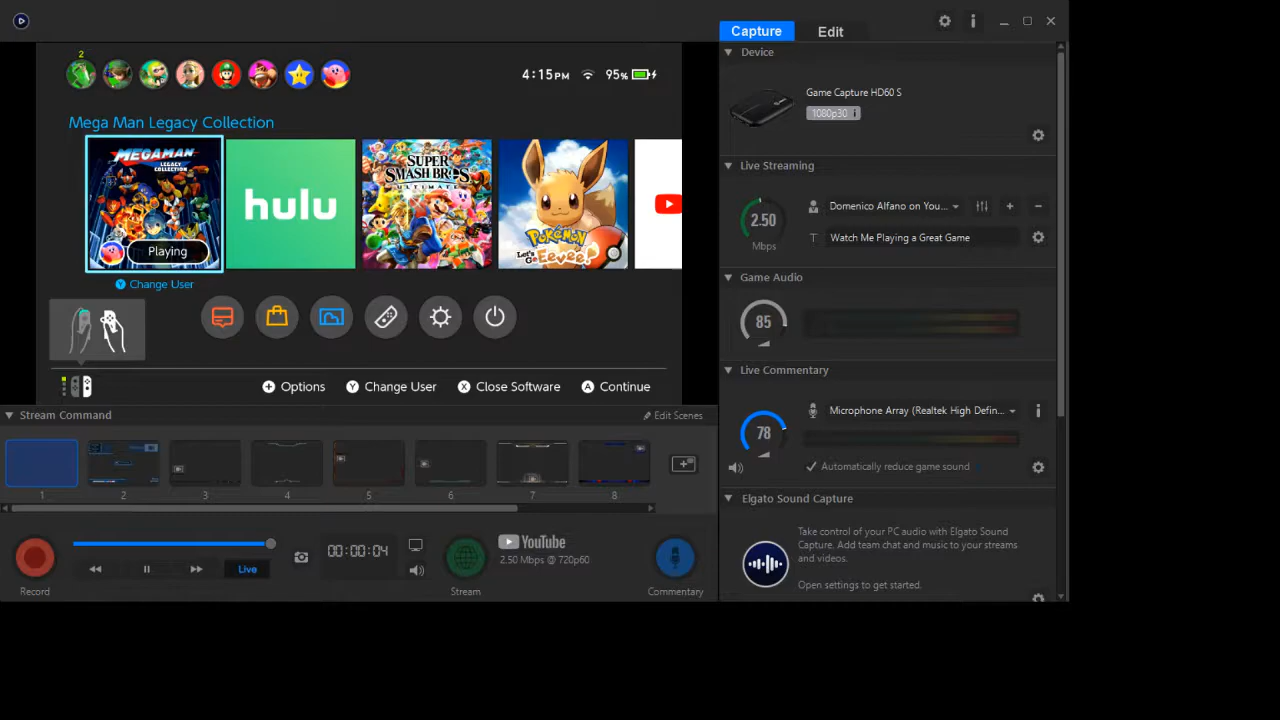 Capture
Edit
2
4:15PM
95%
Mega Man Legacy Collection
MEGAMAN
LEGACY
COLLECTION
Playing
hulu
SUPER
SMASH BROS.
ULTIMATE
POKéMON
Let's Go Eevee!
Y Change User
+ Options
Y Change User
X Close Software
A Continue
Device
Game Capture HD60 S
1080p30 i
Live Streaming
2.50
Mbps
Domenico Alfano on You...
T Watch Me Playing a Great Game
Game Audio
85
Live Commentary
78
Microphone Array (Realtek High Defin...
Automatically reduce game sound
Elgato Sound Capture
Take control of your PC audio with Elgato Sound
Capture. Add team chat and music to your streams
and videos.
Open settings to get started.
Stream Command
Edit Scenes
1 2 3 4 5 6 7 8
Live
00:00:04
YouTube
2.50 Mbps @ 720p60
Record
Stream
Commentary